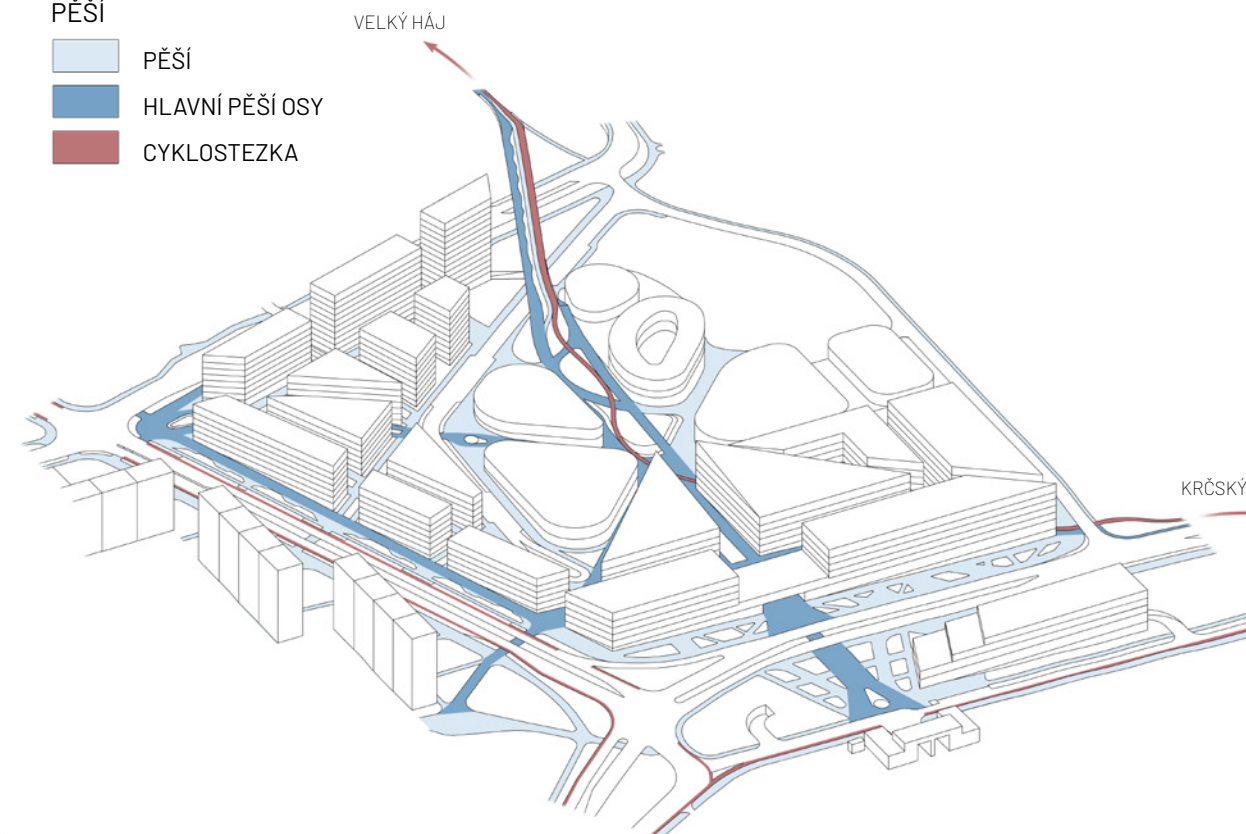 PĚŠÍ
VELKÝ HÁJ
PĚŠÍ
HLAVNÍ PĚŠÍ OSY
CYKLOSTEZKA
KRČSKÝ